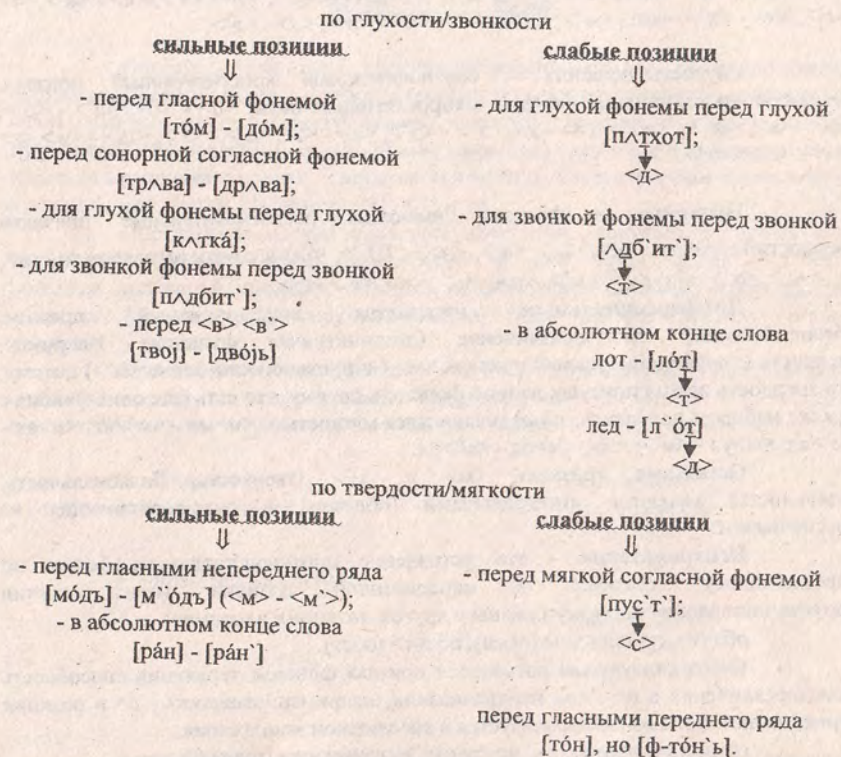 по глухости/звонкости
сильные позиции
⇓
- перед гласной фонемой
[то́м] - [до́м];
- перед сонорной согласной фонемой
[трʌва] - [дрʌва];
- для глухой фонемы перед глухой
[кʌтка́];
- для звонкой фонемы перед звонкой
[пʌдбит`];
- перед <в> <в`>
[твоj] - [дво́jь]
слабые позиции
⇓
- для глухой фонемы перед глухой
[пʌтхот];
<д>
- для звонкой фонемы перед звонкой
[ʌдб`ит`];
<т>
- в абсолютном конце слова
лот - [ло́т]
<т>
лед - [л`о́т]
<д>
по твердости/мягкости
сильные позиции
⇓
- перед гласными непереднего ряда
[мо́дъ] - [м`о́дъ] (<м> - <м`>);
- в абсолютном конце слова
[ра́н] - [ра́н`]
слабые позиции
⇓
- перед мягкой согласной фонемой
[пус т`];
<с>
перед гласными переднего ряда
[то́н], но [ф-то́н`ь].